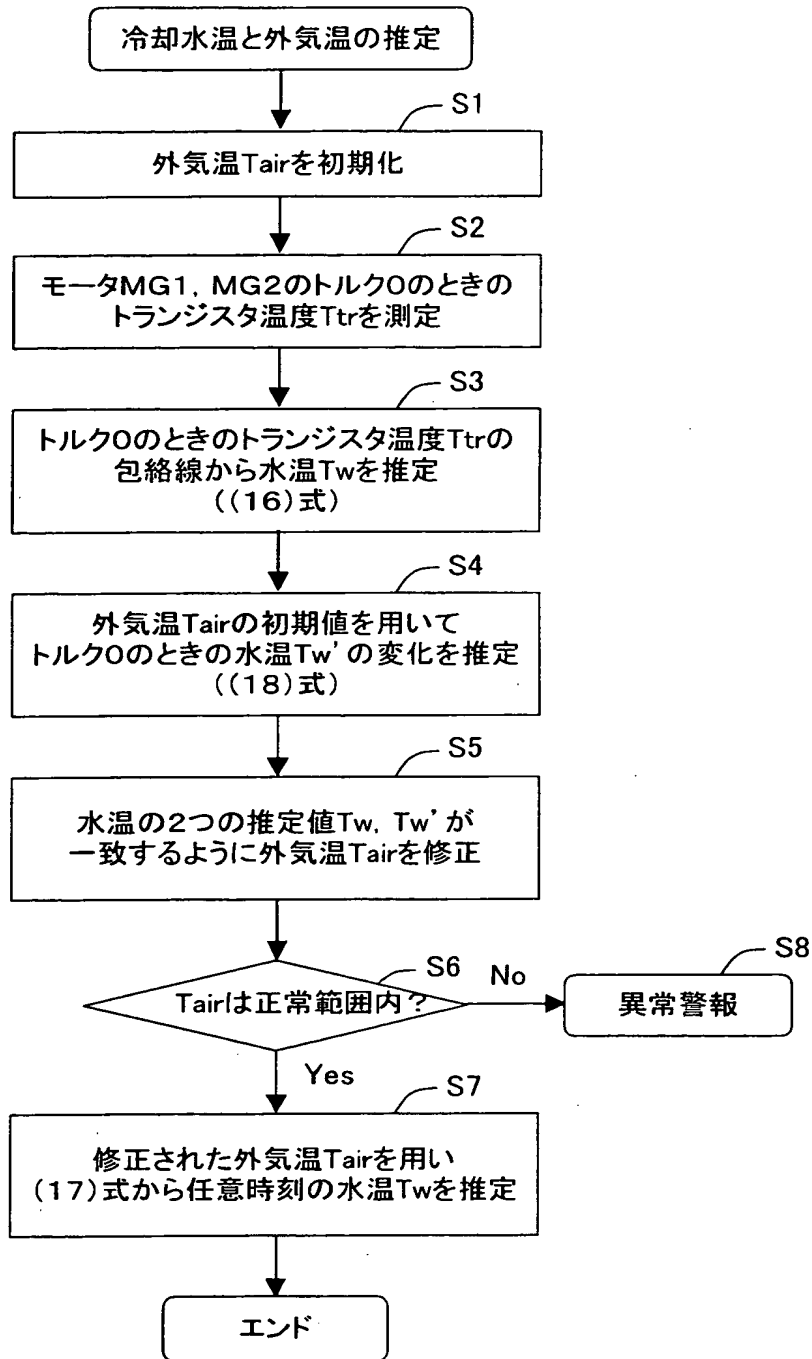 冷却水温と外気温の推定
S1
外気温Tairを初期化
S2
モータMG1, MG2のトルク0のときの
トランジスタ温度Ttrを測定
S3
トルク0のときのトランジスタ温度Ttrの
包絡線から水温Twを推定
((16)式)
S4
外気温Tairの初期値を用いて
トルク0のときの水温Tw'の変化を推定
((18)式)
S5
水温の2つの推定値Tw, Tw'が
一致するように外気温Tairを修正
S6
Tairは正常範囲内?
No
S8
異常警報
Yes
S7
修正された外気温Tairを用い
(17)式から任意時刻の水温Twを推定
エンド